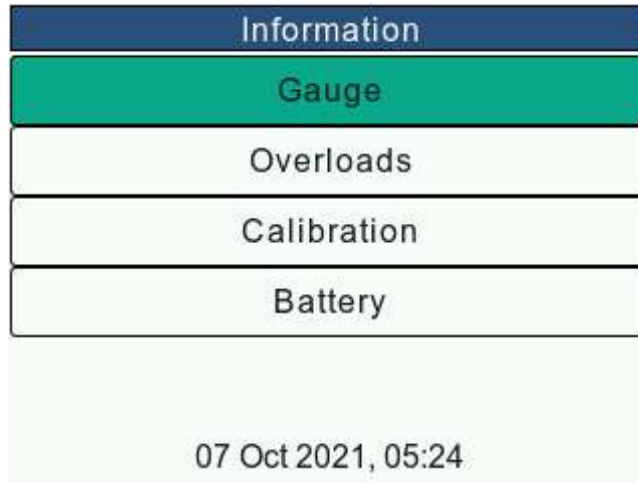 Information
Gauge
Overloads
Calibration
Battery
07 Oct 2021, 05:24